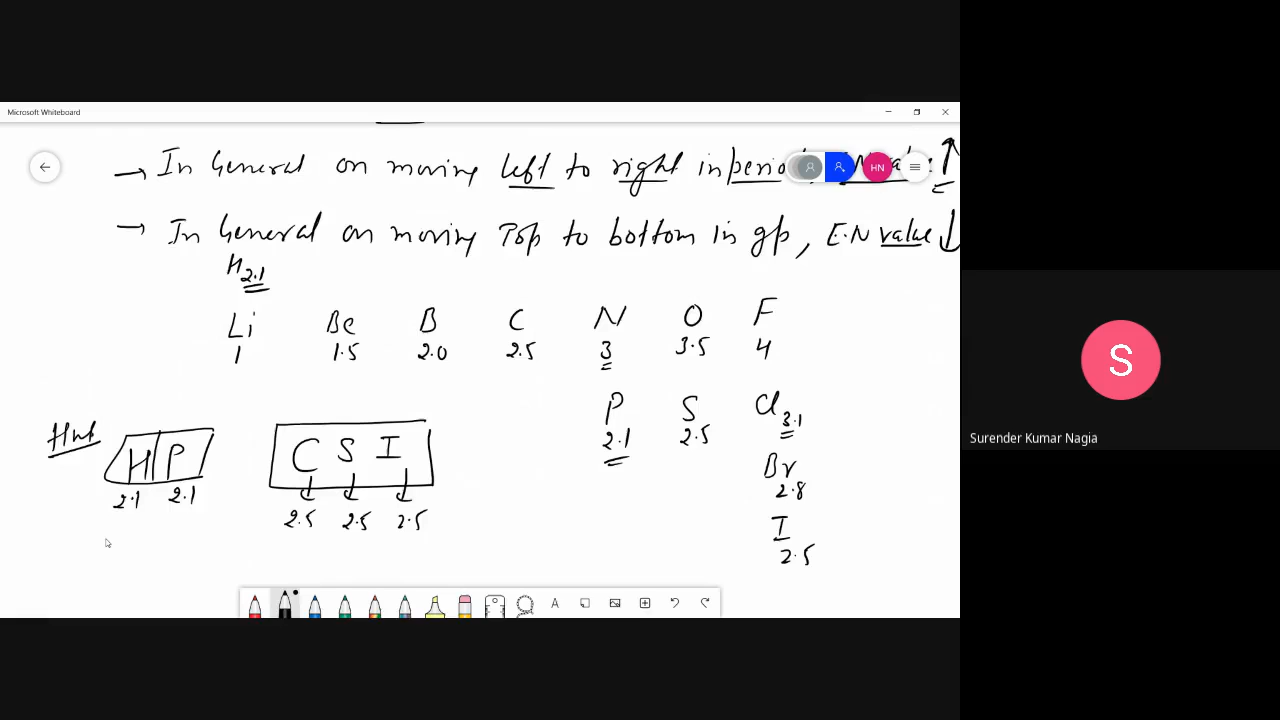 Microsoft Whiteboard
→ In General on moving left to right in period, EN value ↑
HN
→ In General on moving Top to bottom in gp, E.N value ↓
H 2.1
Li Be B C N O F
1 1.5 2.0 2.5 3 3.5 4
P S Cl 3.1
2.1 2.5
Hint
H P
2.1 2.1
C S I
2.5 2.5 2.5
Br
2.8
I
2.5
S
Surender Kumar Nagia
A